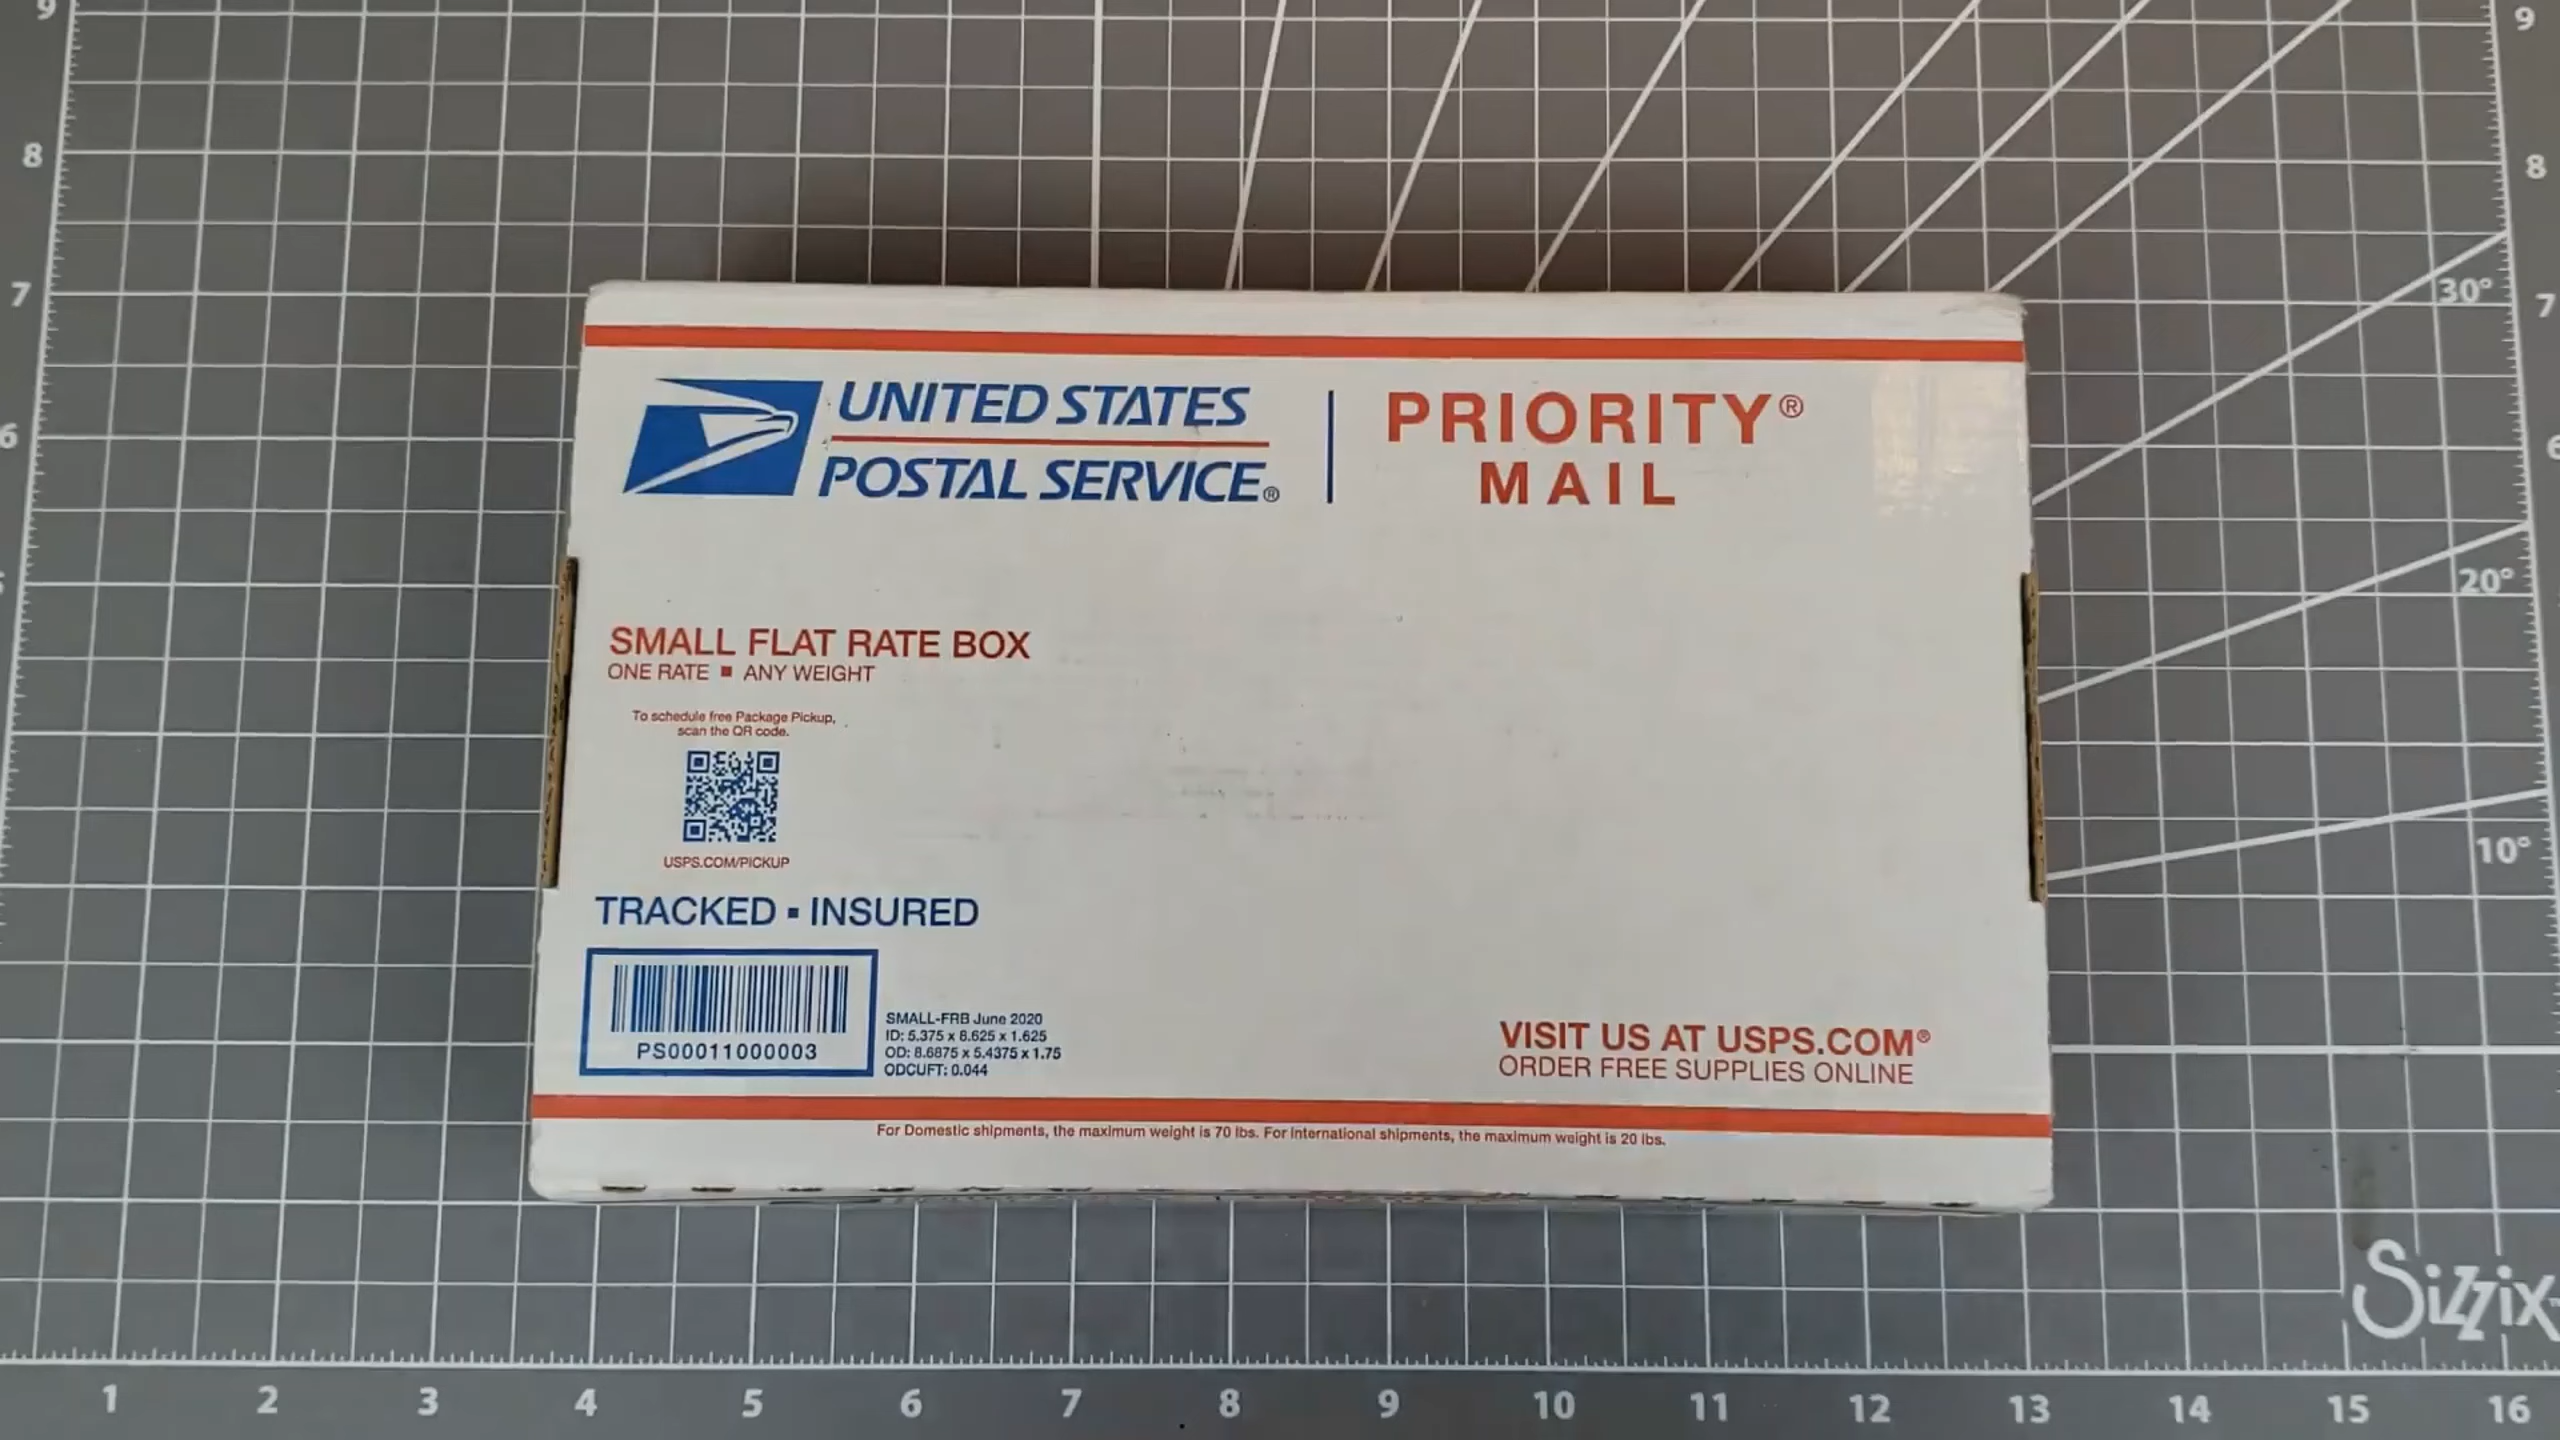 9 9
8 8
7 7
30°
UNITED STATES
POSTAL SERVICE®
PRIORITY®
MAIL
6 6
20°
SMALL FLAT RATE BOX
ONE RATE ▪ ANY WEIGHT
To schedule free Package Pickup,
scan the QR code.
USPS.COM/PICKUP
10°
TRACKED ▪ INSURED
PS00011000003
SMALL-FRB June 2020
ID: 5.375 x 8.625 x 1.625
OD: 8.6875 x 5.4375 x 1.75
ODCUFT: 0.044
VISIT US AT USPS.COM®
ORDER FREE SUPPLIES ONLINE
For Domestic shipments, the maximum weight is 70 lbs. For International shipments, the maximum weight is 20 lbs.
Sizzix
1 2 3 4 5 6 7 8 9 10 11 12 13 14 15 16